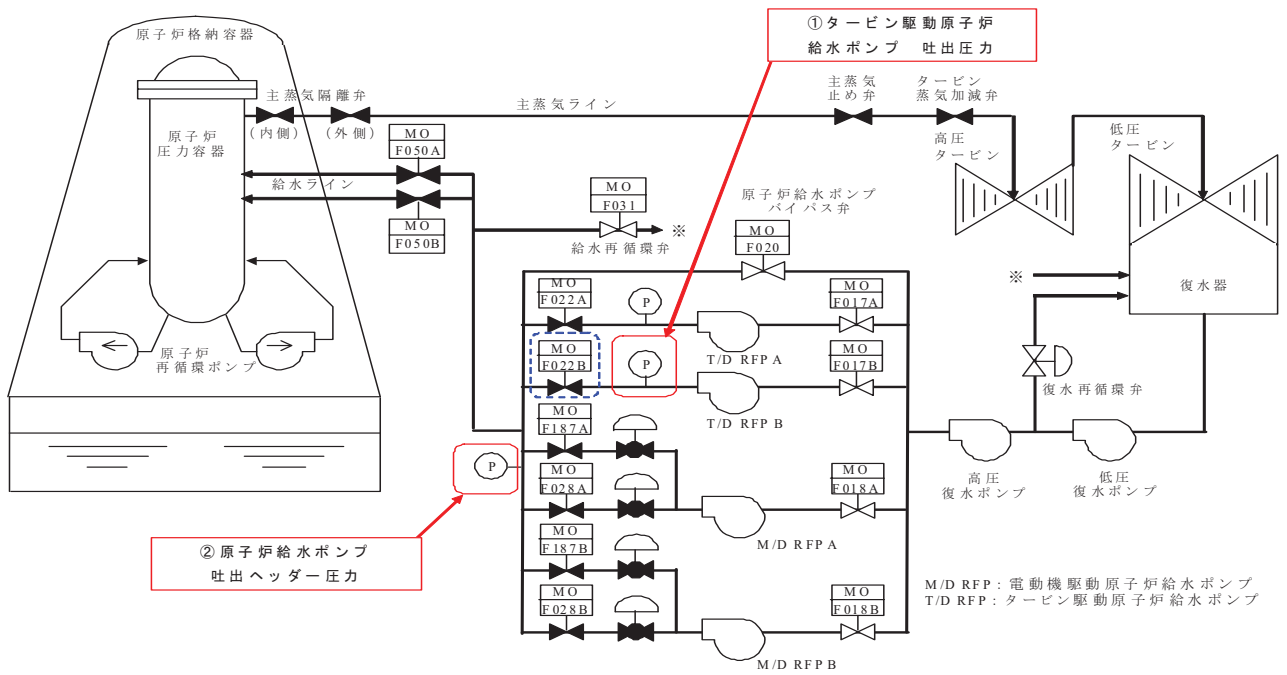 ①タービン駆動原子炉
給水ポンプ 吐出圧力
原子炉格納容器
主蒸気隔離弁
(内側)
(外側)
主蒸気ライン
主蒸気
止め弁
タービン
蒸気加減弁
高圧
タービン
低圧
タービン
原子炉
圧力容器
MO
F050A
給水ライン
MO
F050B
MO
F031
※
給水再循環弁
原子炉給水ポンプ
バイパス弁
MO
F020
※
復水器
MO
F022A
P
T/D RFP A
MO
F017A
MO
F022B
P
T/D RFP B
MO
F017B
原子炉
再循環ポンプ
復水再循環弁
MO
F187A
P
MO
F028A
M/D RFP A
MO
F018A
高圧
復水ポンプ
低圧
復水ポンプ
②原子炉給水ポンプ
吐出ヘッダー圧力
MO
F187B
MO
F028B
M/D RFP B
MO
F018B
M/D RFP:電動機駆動原子炉給水ポンプ
T/D RFP:タービン駆動原子炉給水ポンプ